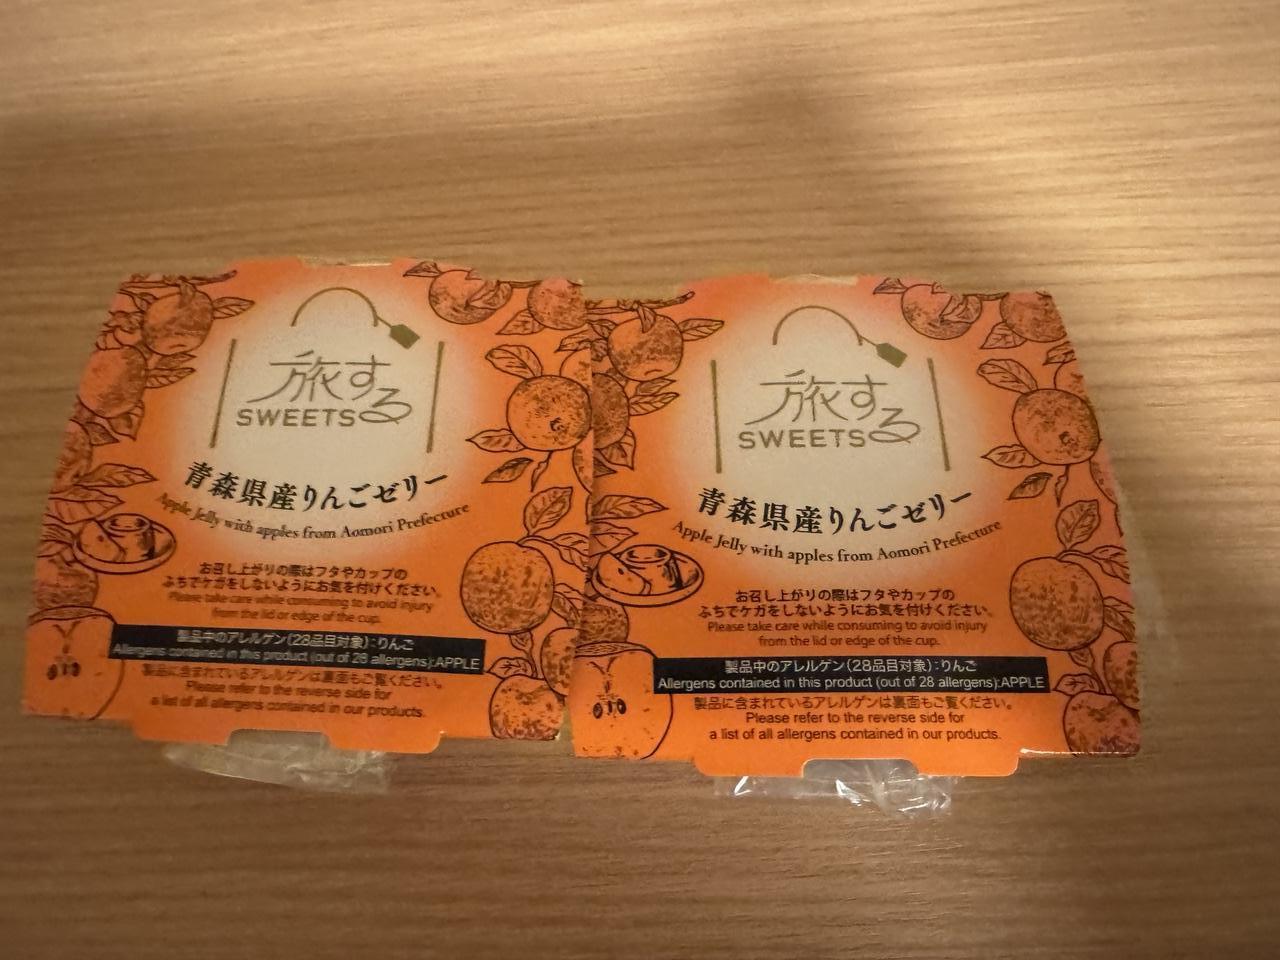 旅する
SWEETS
青森県産りんごゼリー
Apple Jelly with apples from Aomori Prefecture
お召し上がりの際はフタやカップの
ふちでケガをしないようにお気を付けください。
Please take care while consuming to avoid injury
from the lid or edge of the cup.
製品中のアレルゲン(28品目対象):りんご
Allergens contained in this product (out of 28 allergens):APPLE
製品に含まれているアレルゲンは裏面もご覧ください。
Please refer to the reverse side for
a list of all allergens contained in our products.
旅する
SWEETS
青森県産りんごゼリー
Apple Jelly with apples from Aomori Prefecture
お召し上がりの際はフタやカップの
ふちでケガをしないようにお気を付けください。
Please take care while consuming to avoid injury
from the lid or edge of the cup.
製品中のアレルゲン(28品目対象):りんご
Allergens contained in this product (out of 28 allergens):APPLE
製品に含まれているアレルゲンは裏面もご覧ください。
Please refer to the reverse side for
a list of all allergens contained in our products.